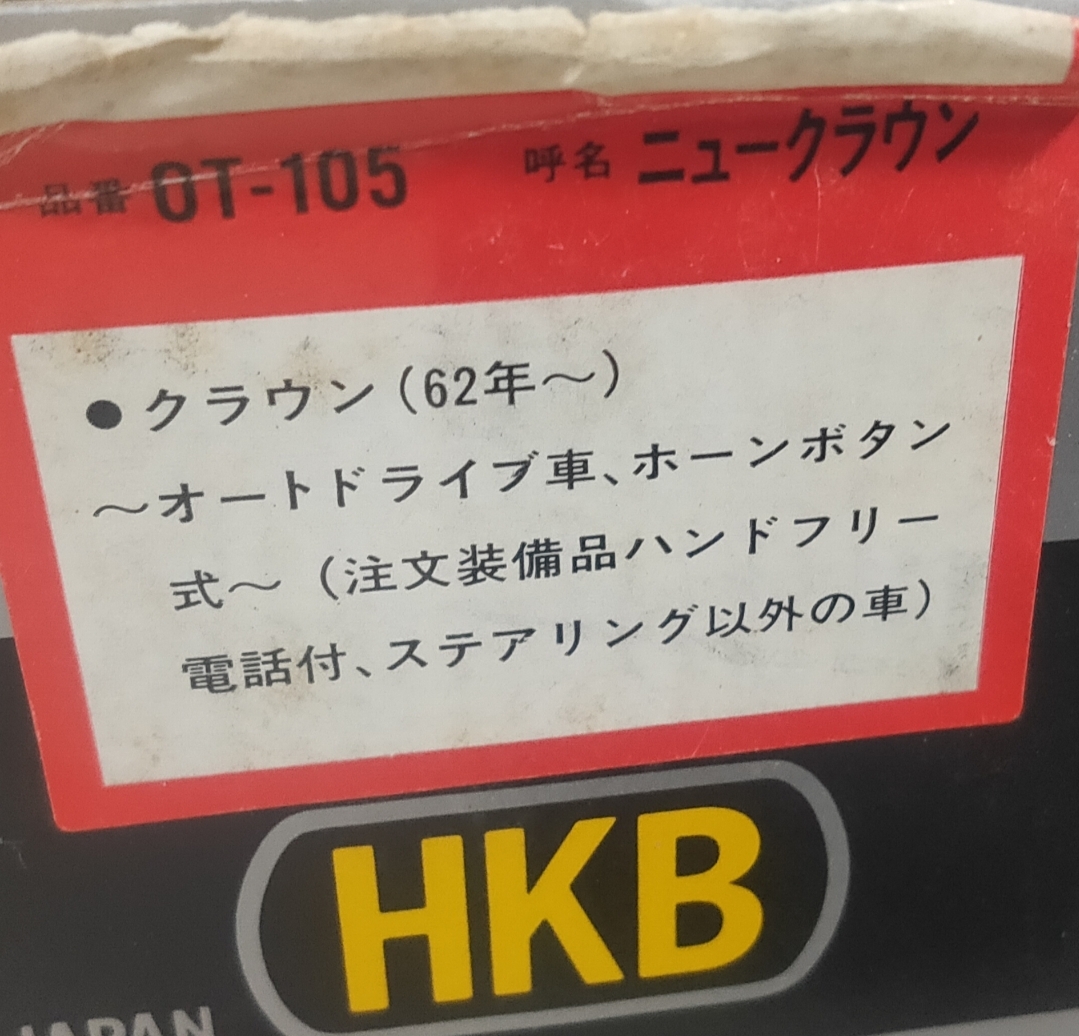 品番 OT-105 呼名 ニュークラウン
●クラウン(62年〜)
〜オートドライブ車、ホーンボタン
式〜(注文装備品ハンドフリー
電話付、ステアリング以外の車)
HKB
JAPAN